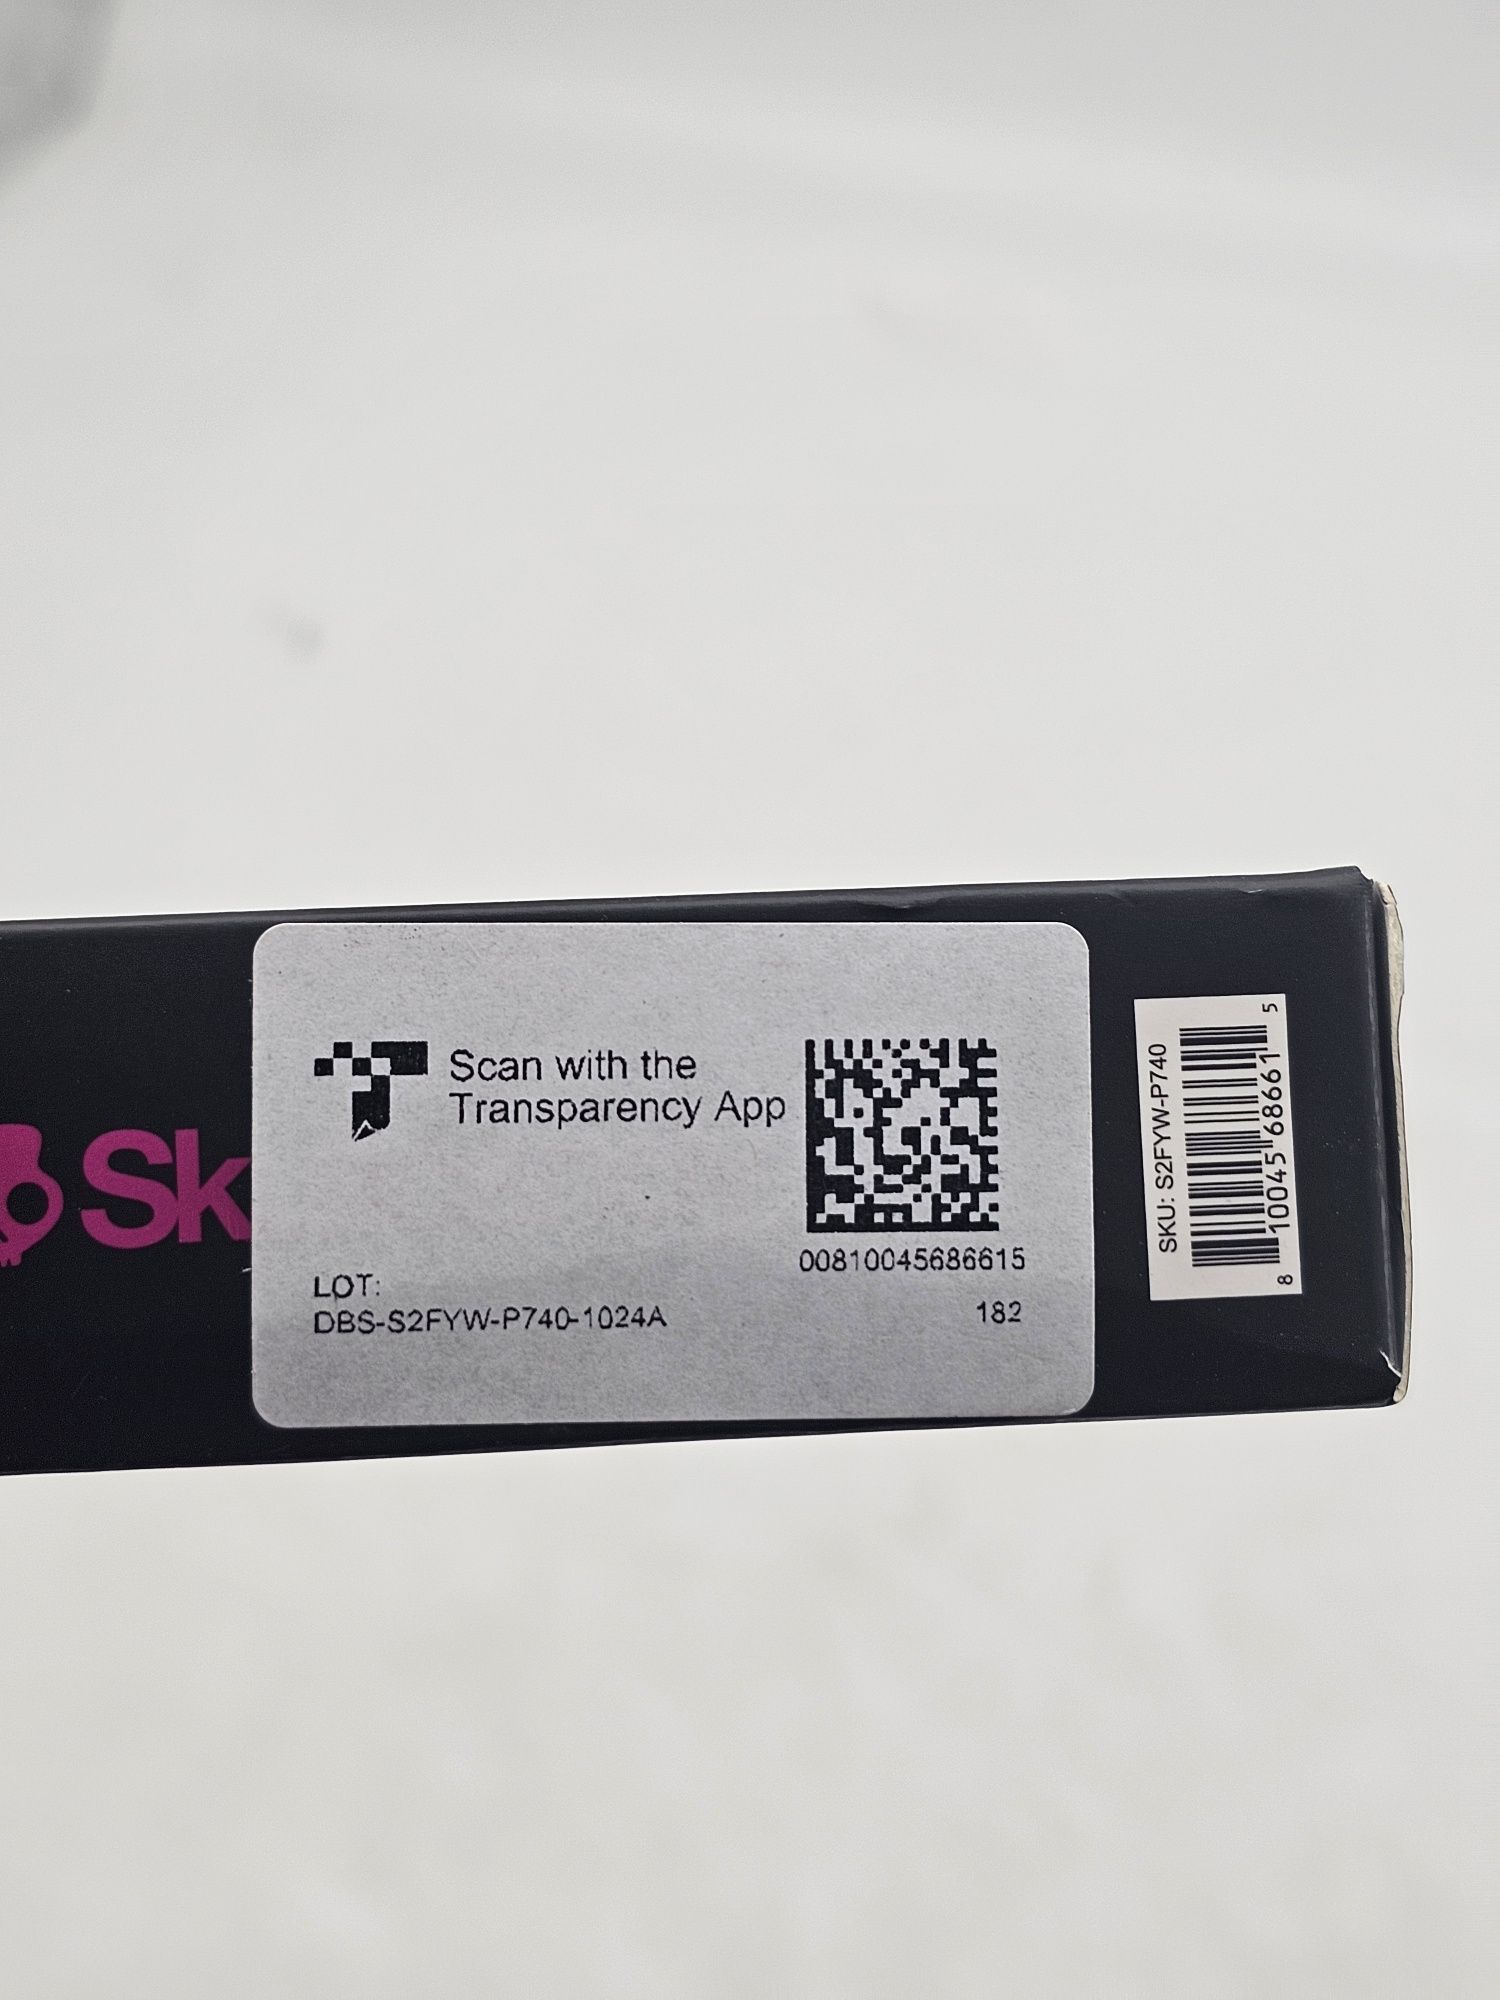 Sk
Scan with the
Transparency App
00810045686615
LOT:
DBS-S2FYW-P740-1024A
182
SKU: S2FYW-P740
8 10045 68661 5